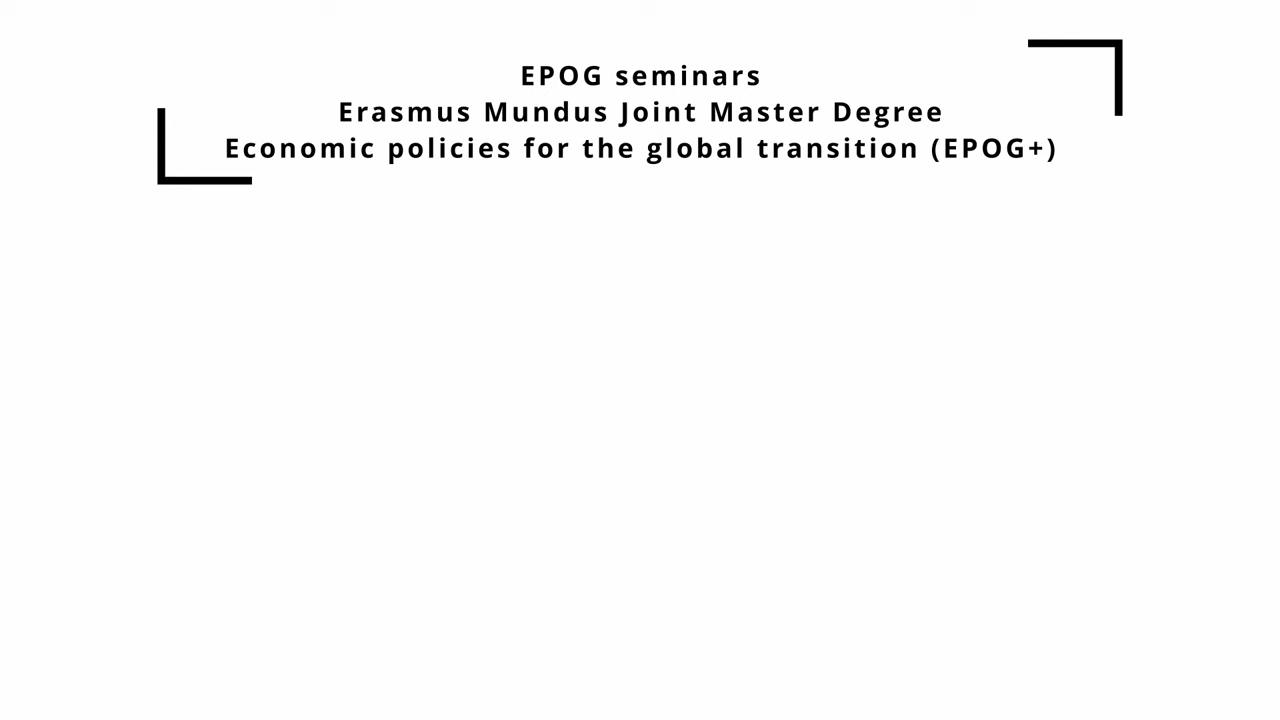 EPOG seminars
Erasmus Mundus Joint Master Degree
Economic policies for the global transition (EPOG+)